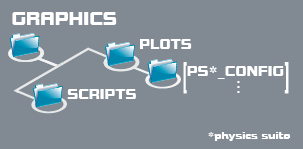 GRAPHICS
PLOTS
[PS*_CONFIG]
⋮
SCRIPTS
*physics suite